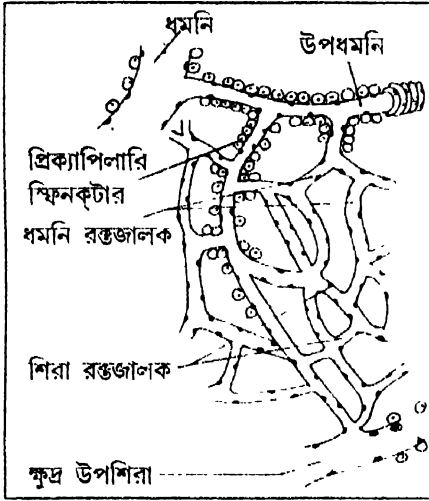 ধমনি
উপধমনি
প্রিক্যাপিলারি
স্ফিনক্‌টার
ধমনি রক্তজালক
শিরা রক্তজালক
ক্ষুদ্র উপশিরা